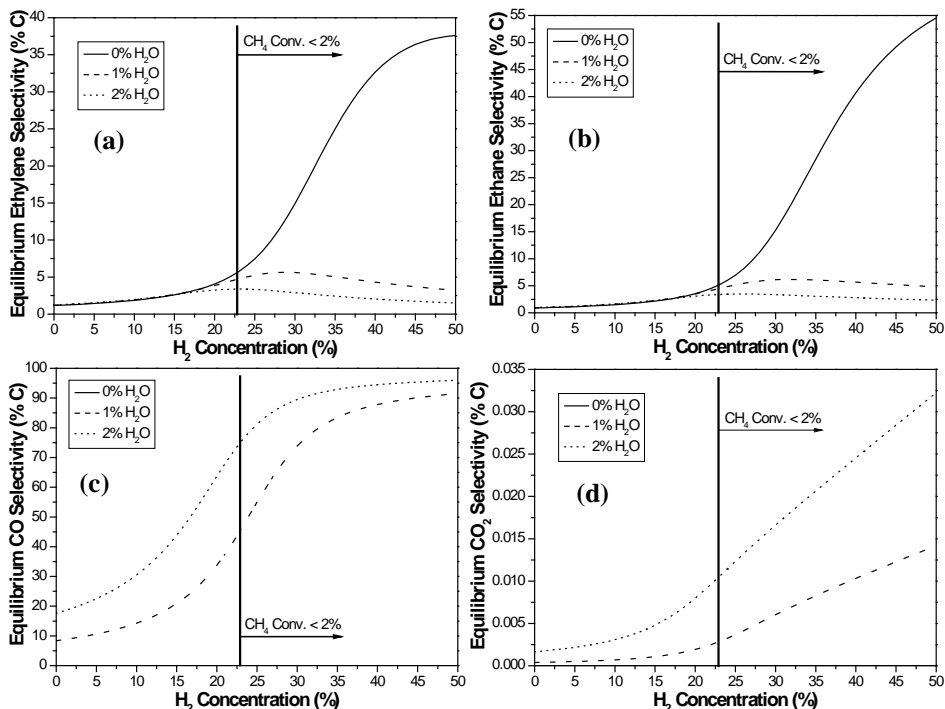 Equilibrium Ethylene Selectivity (% C)
40
35
30
25
20
15
10
5
0
0% H₂O
1% H₂O
2% H₂O
(a)
CH₄ Conv. < 2%
0 5 10 15 20 25 30 35 40 45 50
H₂ Concentration (%)
Equilibrium Ethane Selectivity (% C)
55
50
45
40
35
30
25
20
15
10
5
0
0% H₂O
1% H₂O
2% H₂O
(b)
CH₄ Conv. < 2%
0 5 10 15 20 25 30 35 40 45 50
H₂ Concentration (%)
Equilibrium CO Selectivity (% C)
100
90
80
70
60
50
40
30
20
10
0
0% H₂O
1% H₂O
2% H₂O
(c)
CH₄ Conv. < 2%
0 5 10 15 20 25 30 35 40 45 50
H₂ Concentration (%)
Equilibrium CO₂ Selectivity (% C)
0.035
0.030
0.025
0.020
0.015
0.010
0.005
0.000
0% H₂O
1% H₂O
2% H₂O
(d)
CH₄ Conv. < 2%
0 5 10 15 20 25 30 35 40 45 50
H₂ Concentration (%)